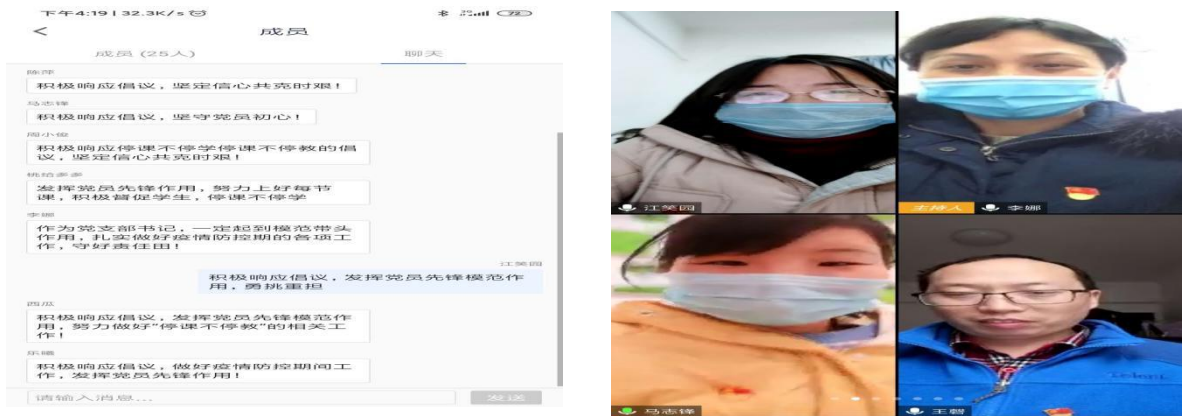 下午4:19 | 32.3K/s
72
成员
成员 (25人)
聊天
陈萍
积极响应倡议，坚定信心共克时艰！
马志锋
积极响应倡议，坚守党员初心！
周小俊
积极响应停课不停学停课不停教的倡
议，坚定信心共克时艰！
发挥党员先锋作用，努力上好每节
课，积极督促学生，停课不停学
李娜
作为党支部书记，一定起到模范带头
作用，扎实做好疫情防控期的各项工
作，守好责任田！
江笑园
积极响应倡议，发挥党员先锋模范作
用，勇挑重担
西瓜
积极响应倡议，发挥党员先锋模范作
用，努力做好“停课不停教”的相关工
作！
积极响应倡议，做好疫情防控期间工
作，发挥党员先锋作用！
请输入消息...
发送
江笑园
主持人 李娜
马志锋
王磬